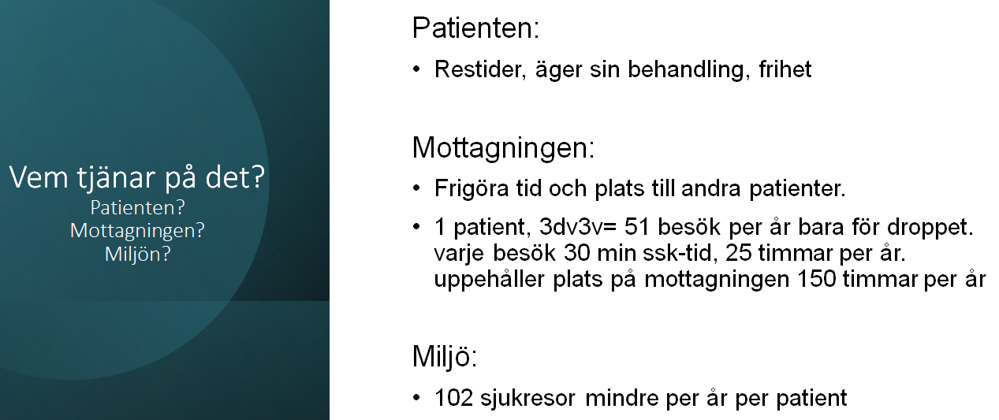 Vem tjänar på det?
Patienten?
Mottagningen?
Miljön?
Patienten:
• Restider, äger sin behandling, frihet
Mottagningen:
• Frigöra tid och plats till andra patienter.
• 1 patient, 3dv3v= 51 besök per år bara för droppet.
varje besök 30 min ssk-tid, 25 timmar per år.
uppehåller plats på mottagningen 150 timmar per år
Miljö:
• 102 sjukresor mindre per år per patient